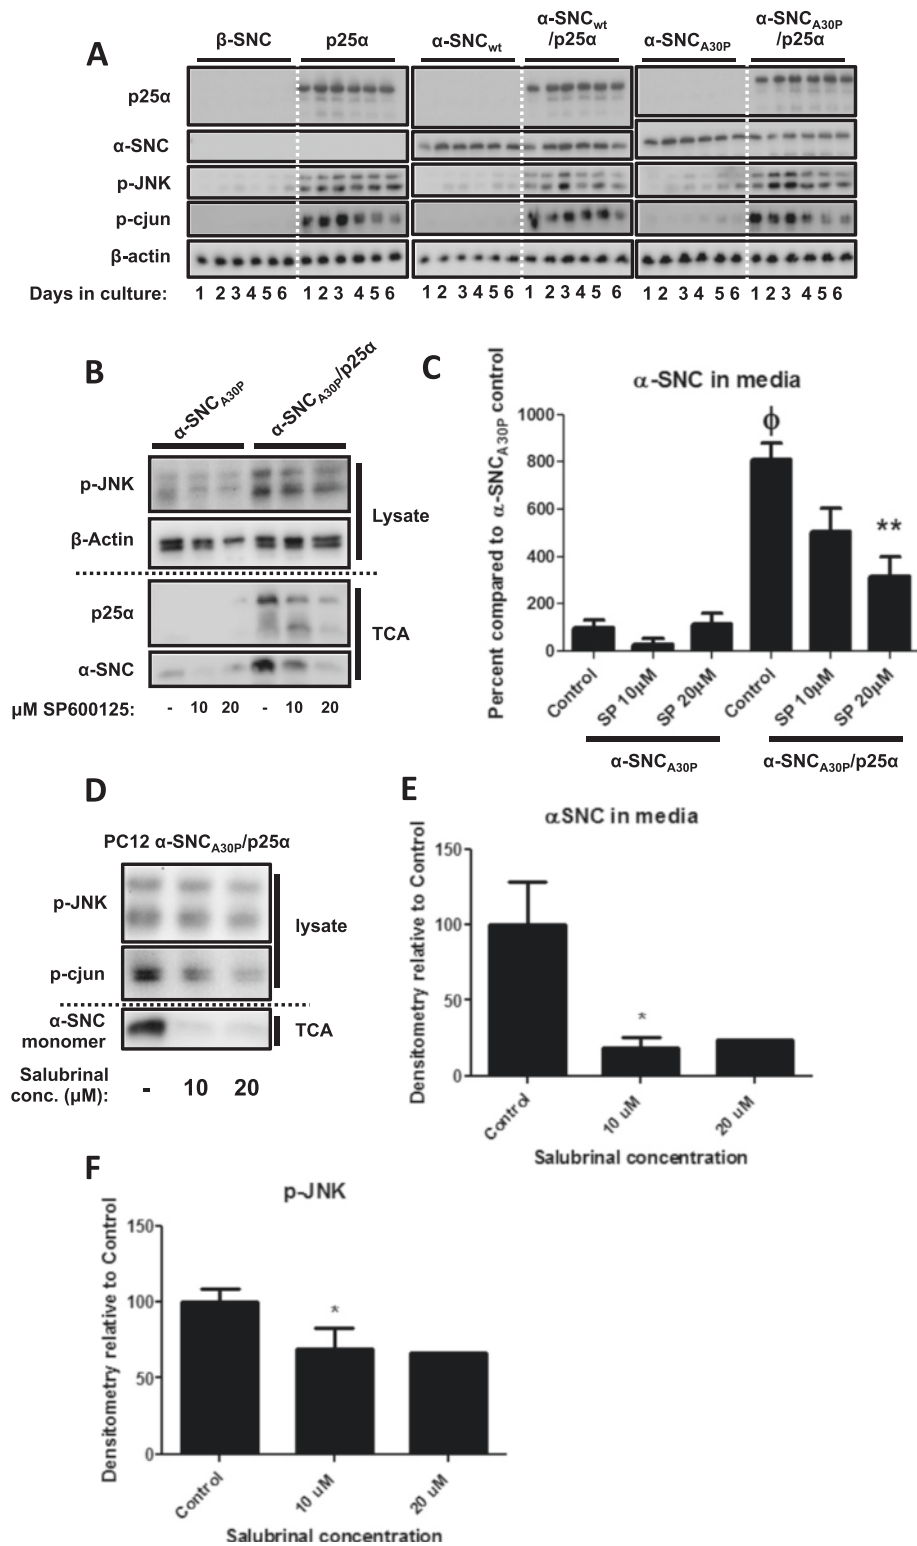 A
β-SNC p25α α-SNCwt α-SNCwt/p25α α-SNCA30P α-SNCA30P/p25α
p25α
α-SNC
p-JNK
p-cjun
β-actin
Days in culture: 1 2 3 4 5 6 1 2 3 4 5 6 1 2 3 4 5 6 1 2 3 4 5 6 1 2 3 4 5 6 1 2 3 4 5 6
B
α-SNCA30P α-SNCA30P/p25α
p-JNK
β-Actin
Lysate
p25α
α-SNC
TCA
μM SP600125: - 10 20 - 10 20
C
α-SNC in media
Percent compared to α-SNCA30P control
1000
800
600
400
200
0
ϕ
**
Control SP 10μM SP 20μM Control SP 10μM SP 20μM
α-SNCA30P α-SNCA30P/p25α
D
PC12 α-SNCA30P/p25α
p-JNK
p-cjun
lysate
α-SNC
monomer
TCA
Salubrinal
conc. (μM): - 10 20
E
αSNC in media
Densitometry relative to Control
150
100
50
0
*
Control 10 uM 20 uM
Salubrinal concentration
F
p-JNK
Densitometry relative to Control
150
100
50
0
*
Control 10 uM 20 uM
Salubrinal concentration